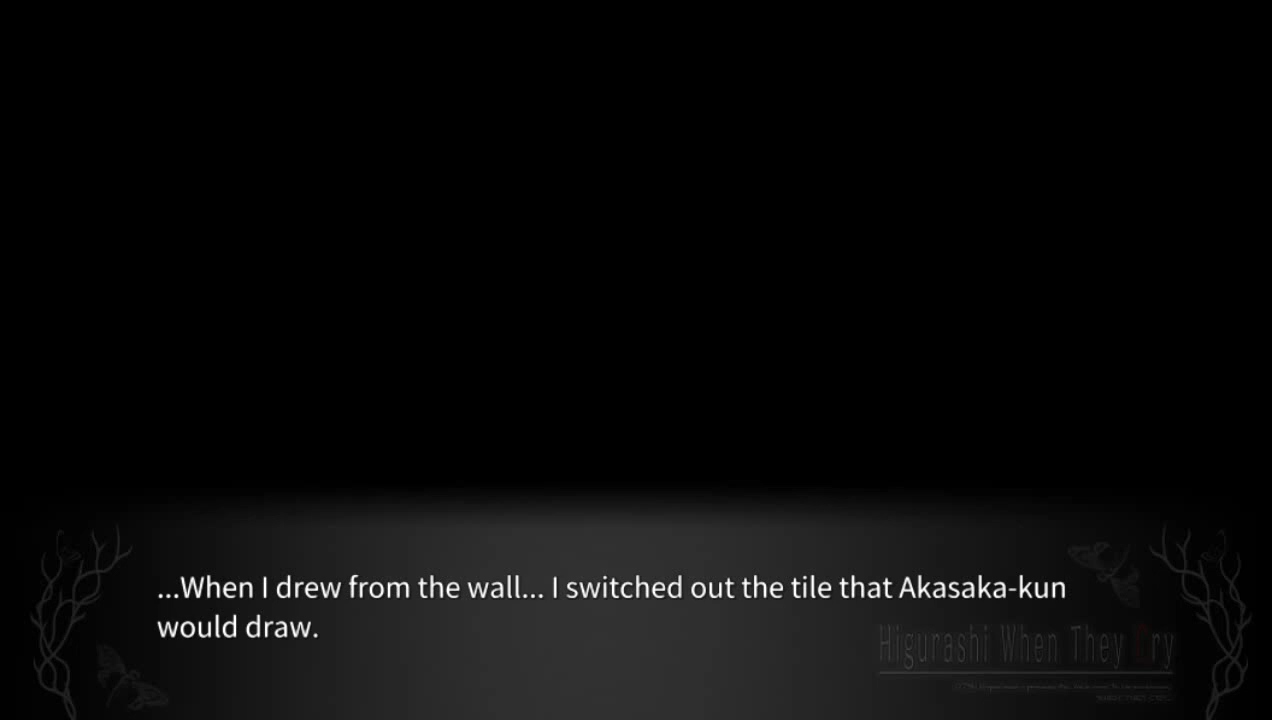 ...When I drew from the wall... I switched out the tile that Akasaka-kun
would draw.
Higurashi When They Cry